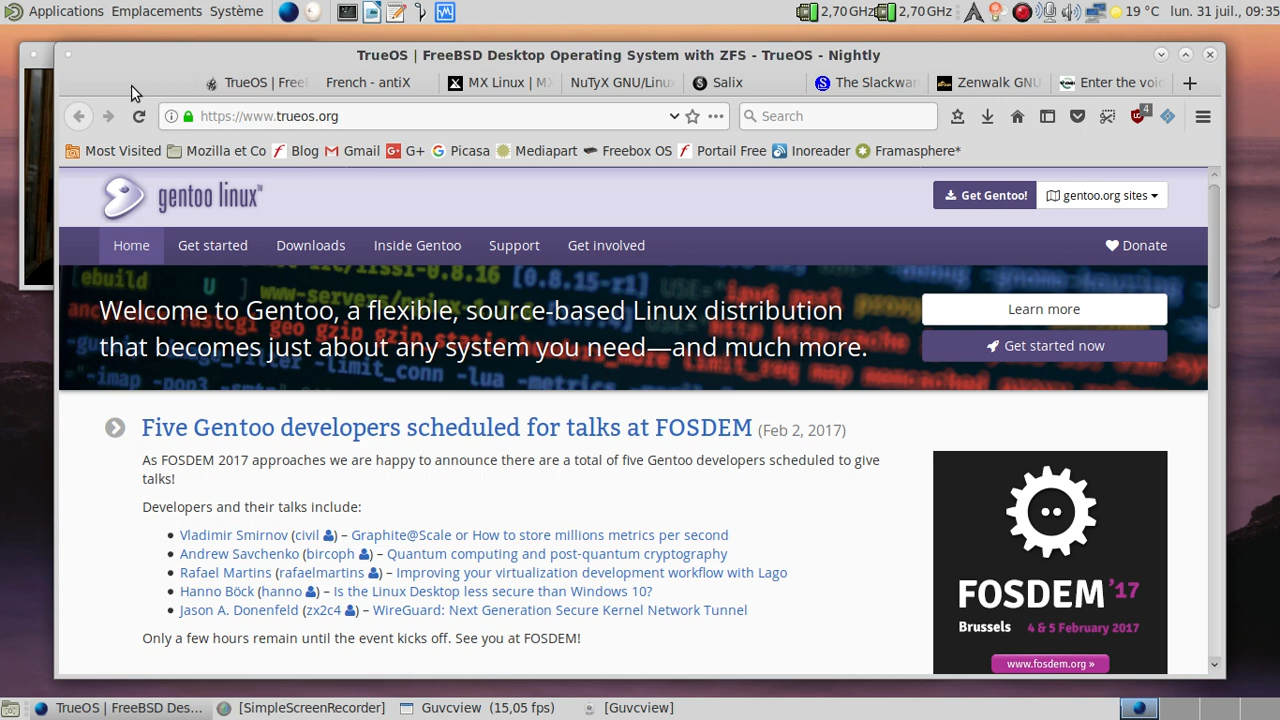 Applications Emplacements Système 2,70 GHz 2,70 GHz 19 °C lun. 31 juil., 09:35
TrueOS | FreeBSD Desktop Operating System with ZFS - TrueOS - Nightly
TrueOS | Free French - antiX MX Linux | M NuTyX GNU/Linu Salix The Slackwar Zenwalk GNU Enter the voi
https://www.trueos.org Search 4
Most Visited Mozilla et Co Blog Gmail G+ Picasa Mediapart Freebox OS Portail Free Inoreader Framasphere*
gentoo linux Get Gentoo! gentoo.org sites
Home Get started Downloads Inside Gentoo Support Get involved Donate
[ebuild U ] [0.8.15-r1]
Welcome to Gentoo, a flexible, source-based Linux distribution
that becomes just about any system you need—and much more.
Learn more
Get started now
Five Gentoo developers scheduled for talks at FOSDEM (Feb 2, 2017)
As FOSDEM 2017 approaches we are happy to announce there are a total of five Gentoo developers scheduled to give
talks!
Developers and their talks include:
• Vladimir Smirnov (civil) – Graphite@Scale or How to store millions metrics per second
• Andrew Savchenko (bircoph) – Quantum computing and post-quantum cryptography
• Rafael Martins (rafaelmartins) – Improving your virtualization development workflow with Lago
• Hanno Böck (hanno) – Is the Linux Desktop less secure than Windows 10?
• Jason A. Donenfeld (zx2c4) – WireGuard: Next Generation Secure Kernel Network Tunnel
Only a few hours remain until the event kicks off. See you at FOSDEM!
FOSDEM '17
Brussels 4 & 5 February 2017
www.fosdem.org »
TrueOS | FreeBSD Des... [SimpleScreenRecorder] Guvcview (15,05 fps) [Guvcview]